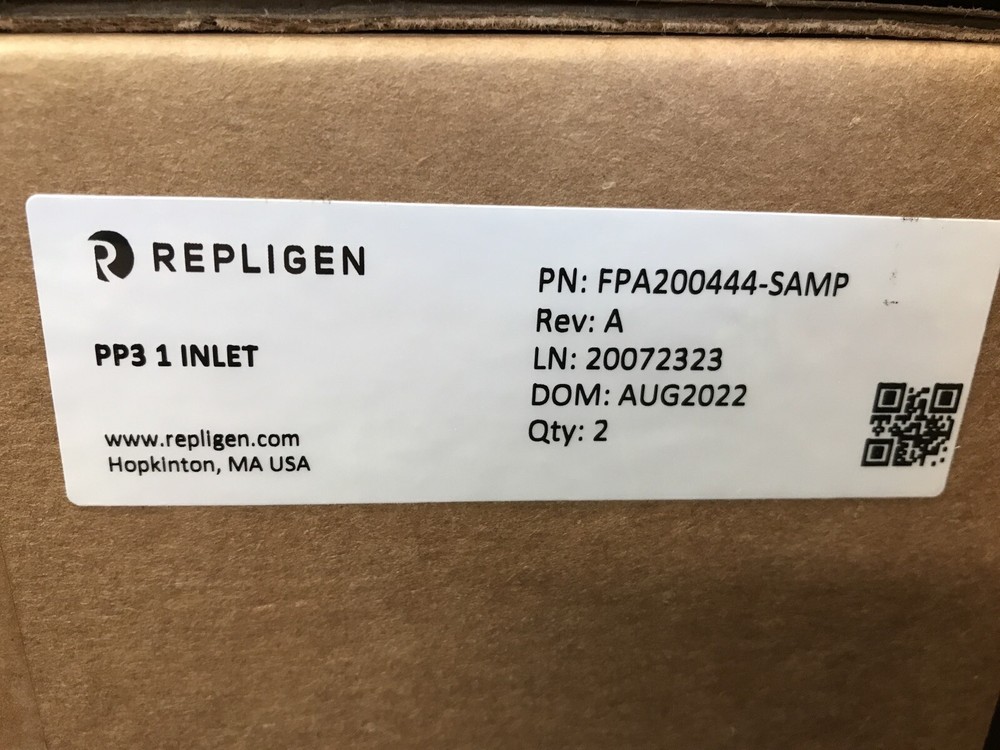 REPLIGEN
PP3 1 INLET
www.repligen.com
Hopkinton, MA USA
PN: FPA200444-SAMP
Rev: A
LN: 20072323
DOM: AUG2022
Qty: 2